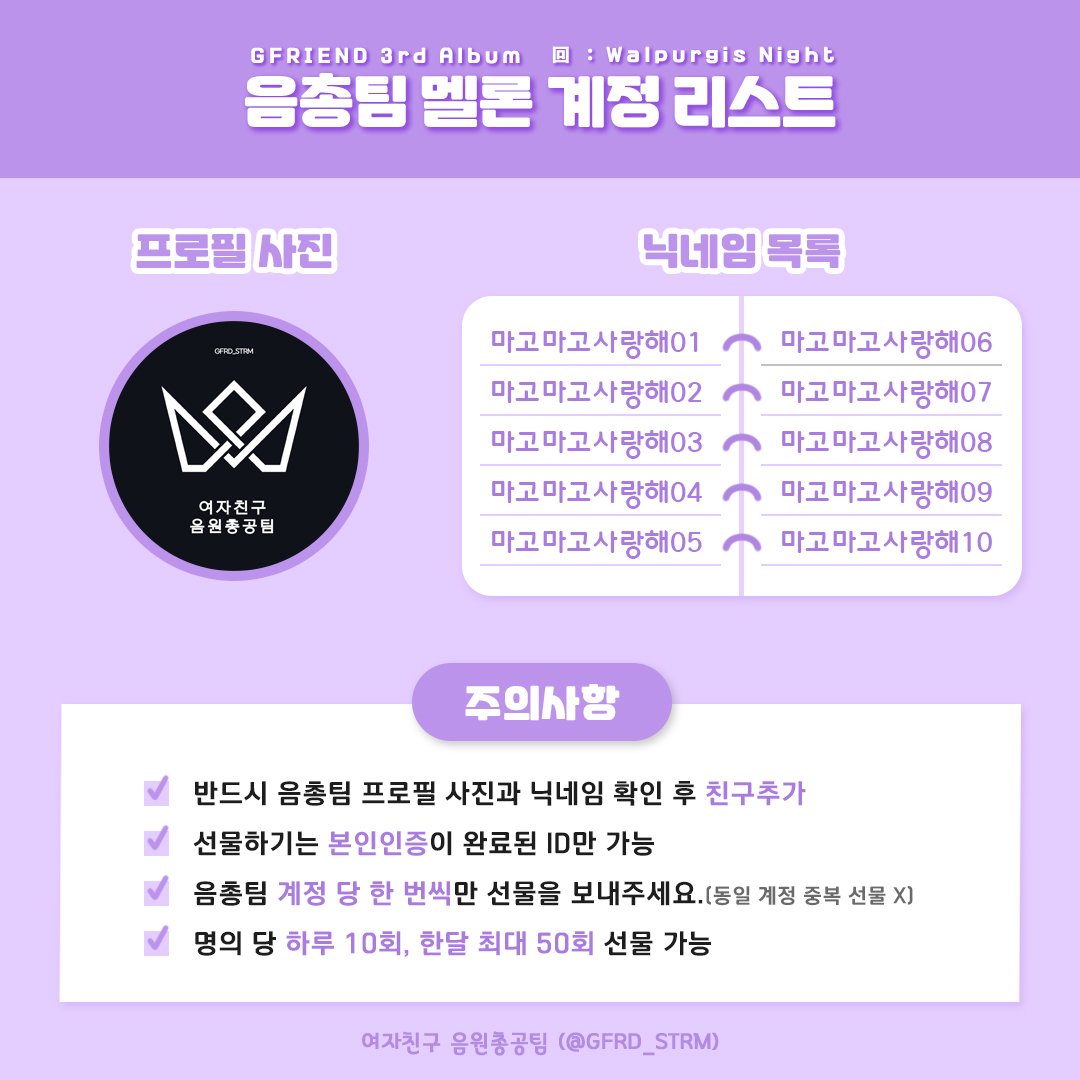 GFRIEND 3rd Album 回 : Walpurgis Night
음총팀 멜론 계정 리스트
프로필 사진
GFRD_STRM
여자친구
음원총공팀
닉네임 목록
마고마고사랑해01
마고마고사랑해02
마고마고사랑해03
마고마고사랑해04
마고마고사랑해05
마고마고사랑해06
마고마고사랑해07
마고마고사랑해08
마고마고사랑해09
마고마고사랑해10
주의사항
반드시 음총팀 프로필 사진과 닉네임 확인 후 친구추가
선물하기는 본인인증이 완료된 ID만 가능
음총팀 계정 당 한 번씩만 선물을 보내주세요.(동일 계정 중복 선물 X)
명의 당 하루 10회, 한달 최대 50회 선물 가능
여자친구 음원총공팀 (@GFRD_STRM)